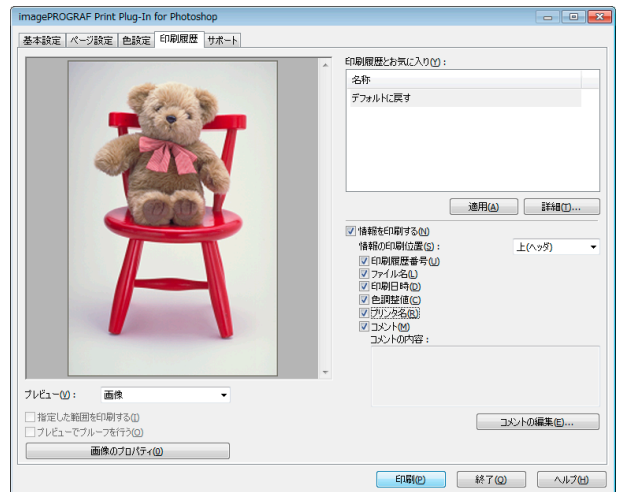 imagePROGRAF Print Plug-In for Photoshop
基本設定 ページ設定 色設定 印刷履歴 サポート
印刷履歴とお気に入り(Y)：
名称
デフォルトに戻す
適用(A) 詳細(T)...
情報を印刷する(N)
情報の印刷位置(S)： 上(ヘッダ)
印刷履歴番号(U)
ファイル名(L)
印刷日時(D)
色調整値(C)
プリンタ名(R)
コメント(M)
コメントの内容：
プレビュー(V)： 画像
指定した範囲を印刷する(I)
プレビューでプルーフを行う(O)
コメントの編集(E)...
画像のプロパティ(0)
印刷(P) 終了(Q) ヘルプ(H)